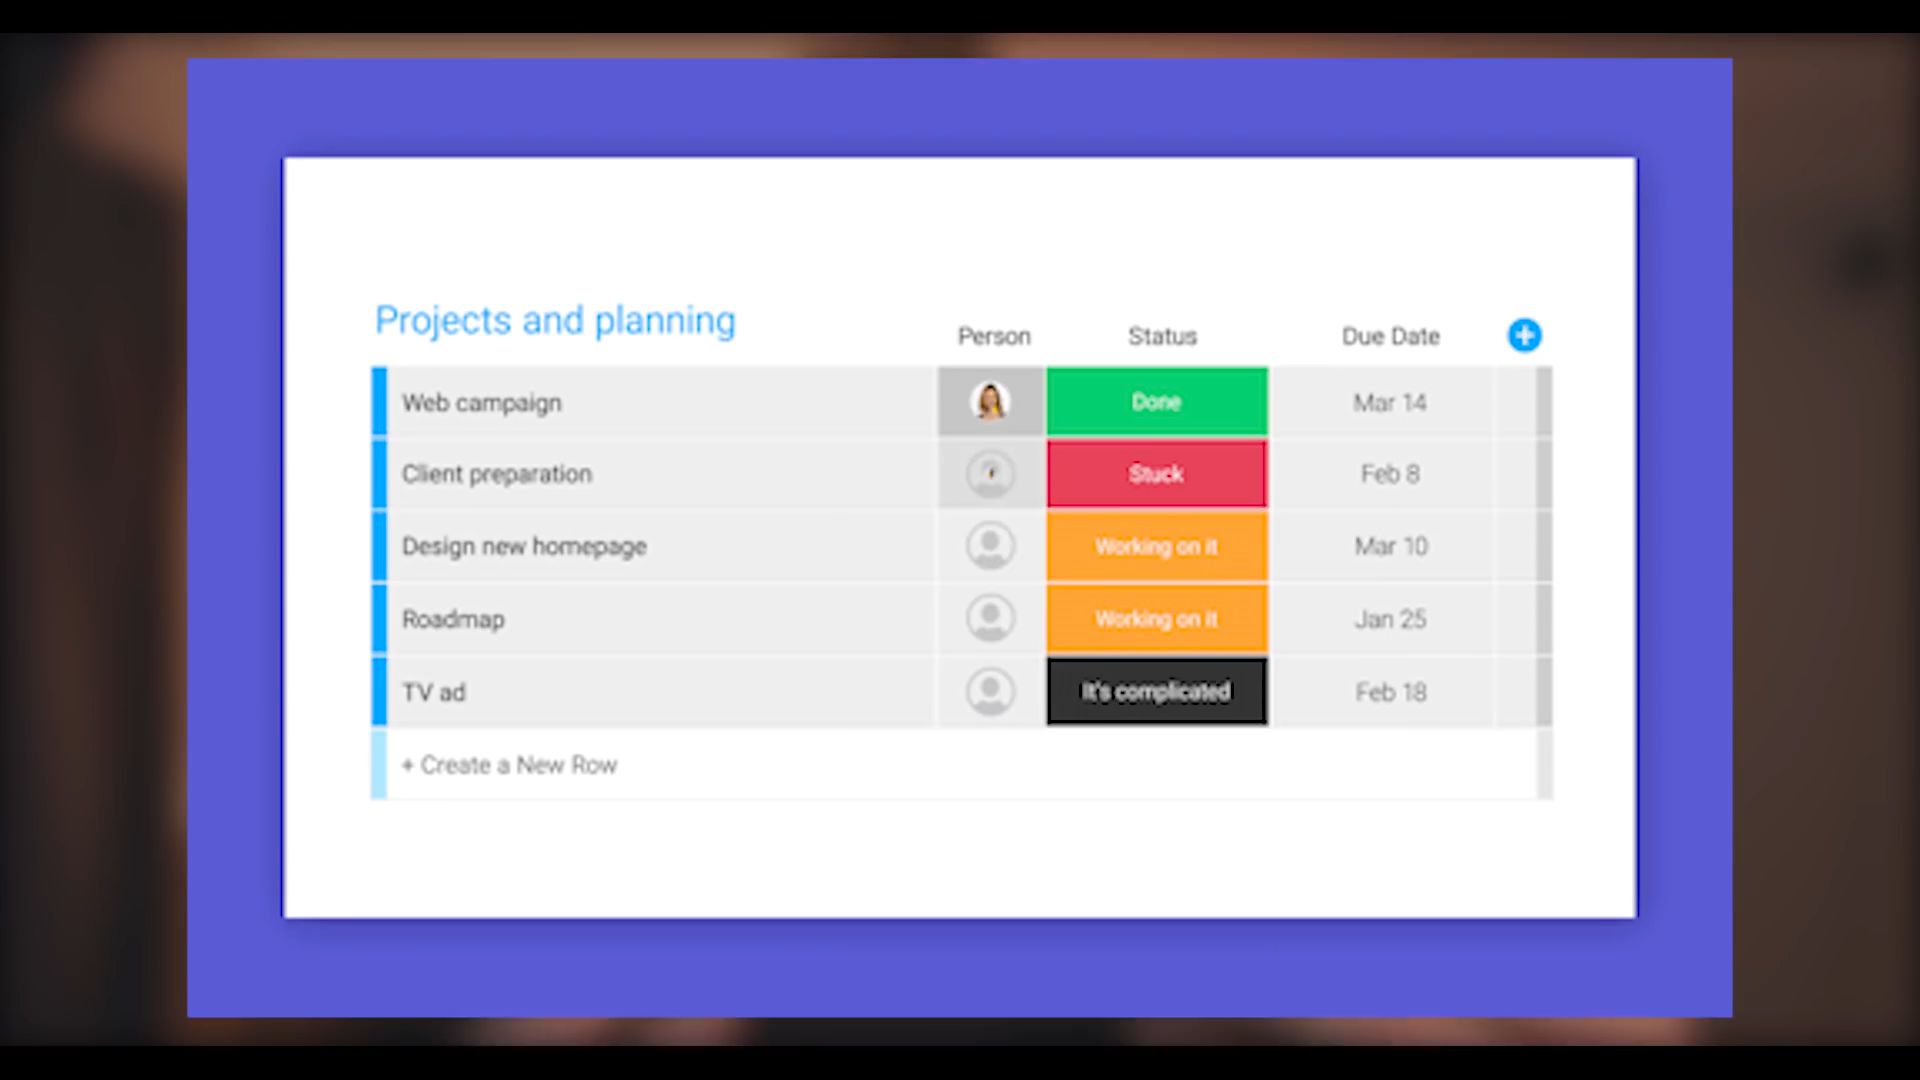 Projects and planning
Person Status Due Date
Web campaign Done Mar 14
Client preparation Stuck Feb 8
Design new homepage Working on it Mar 10
Roadmap Working on it Jan 25
TV ad It's complicated Feb 18
+ Create a New Row